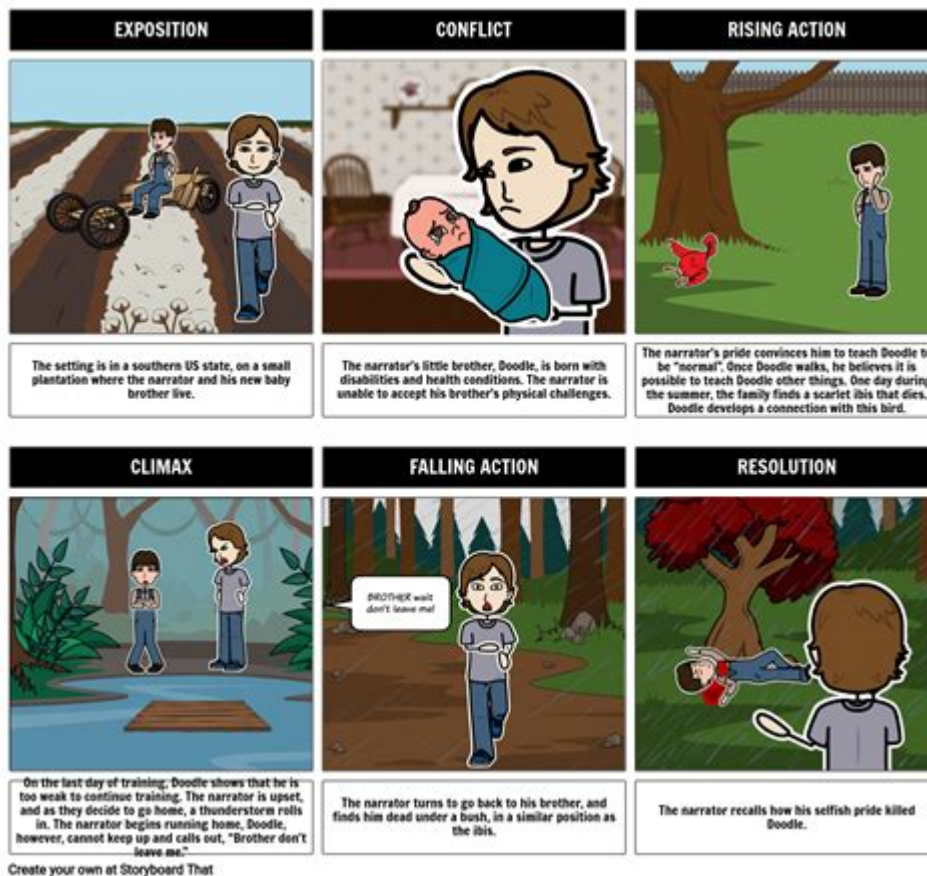 EXPOSITION
CONFLICT
RISING ACTION
The setting is in a southern US state, on a small
plantation where the narrator and his new baby
brother live.
The narrator's little brother, Doodle, is born with
disabilities and health conditions. The narrator is
unable to accept his brother's physical challenges.
The narrator's pride convinces him to teach Doodle to
be "normal". Once Doodle walks, he believes it is
possible to teach Doodle other things. One day during
the summer, the family finds a scarlet ibis that dies.
Doodle develops a connection with this bird.
CLIMAX
FALLING ACTION
RESOLUTION
BROTHER wait
don't leave me!
On the last day of training, Doodle shows that he is
too weak to continue training. The narrator is upset,
and as they decide to go home, a thunderstorm rolls
in. The narrator begins running home, Doodle,
however, cannot keep up and calls out, "Brother don't
leave me."
The narrator turns to go back to his brother, and
finds him dead under a bush, in a similar position as
the ibis.
The narrator recalls how his selfish pride killed
Doodle.
Create your own at Storyboard That